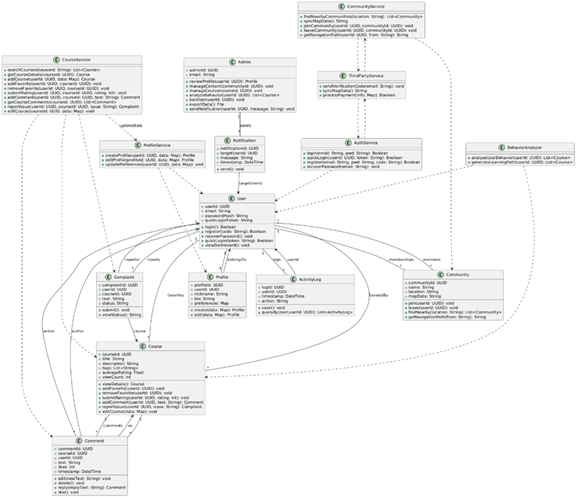 CommunityService
findNearbyCommunities(location: String): List<Community>
syncMapData(): String
joinCommunity(userId: UUID, communityId: UUID): void
leaveCommunity(userId: UUID, communityId: UUID): void
getNavigationPath(userId: UUID, from: String): String
CourseService
searchCourses(keyword: String): List<Course>
getCourseDetails(courseId: UUID): Course
addCourse(userId: UUID, data: Map): Course
addFavorite(userId: UUID, courseId: UUID): void
removeFavorite(userId: UUID, courseId: UUID): void
submitRating(userId: UUID, courseId: UUID, rating: int): void
addComment(userId: UUID, courseId: UUID, text: String): Comment
getCourseComments(courseId: UUID): List<Comment>
reportIssue(userId: UUID, courseId: UUID, issue: String): Complaint
editCourse(courseId: UUID, data: Map): void
Admin
adminId: UUID
email: String
reviewProfile(userId: UUID): Profile
manageContent(communityId: UUID): void
manageCourse(courseId: UUID): void
analyzeBehavior(userId: UUID): List<Course>
banUser(userId: UUID): void
exportData(): File
sendNotification(userId: UUID, message: String): void
ThirdPartyService
sendVerificationCode(email: String): void
syncMapData(): String
processPayment(info: Map): Boolean
updateStats
sends
ProfileService
createProfile(userId: UUID, data: Map): Profile
editProfile(profileId: UUID, data: Map): Profile
updatePreferences(userId: UUID, data: Map): void
Notification
notificationId: UUID
targetUserId: UUID
message: String
timestamp: DateTime
send(): void
AuthService
login(email: String, pwd: String): Boolean
quickLogin(userId: UUID, token: String): Boolean
register(email: String, pwd: String, code: String): Boolean
recoverPassword(email: String): void
BehaviorAnalyzer
analyzeUserBehavior(userId: UUID): List<Course>
generateLearningPath(userId: UUID): List<Course>
targetUserId
User
userId: UUID
email: String
passwordHash: String
quickLoginToken: String
login(): Boolean
register(code: String): Boolean
recoverPassword(): void
quickLogin(token: String): Boolean
viewDashboard(): void
reporter
reports
belongsTo
logs
userId
memberships
members
Complaint
complaintId: UUID
userId: UUID
courseId: UUID
text: String
status: String
submit(): void
viewStatus(): String
favorites
Profile
profileId: UUID
userId: UUID
nickname: String
bio: String
preferences: Map
create(data: Map): Profile
edit(data: Map): Profile
ActivityLog
logId: UUID
userId: UUID
timestamp: DateTime
action: String
save(): void
queryByUser(userId: UUID): List<ActivityLog>
favoritedBy
Community
communityId: UUID
name: String
location: String
mapData: String
join(userId: UUID): void
leave(userId: UUID): void
findNearby(location: String): List<Community>
getNavigationPath(from: String): String
writes
author
course
Course
courseId: UUID
title: String
description: String
tags: List<String>
averageRating: Float
viewCount: int
viewDetails(): Course
addFavorite(userId: UUID): void
removeFavorite(userId: UUID): void
submitRating(userId: UUID, rating: int): void
addComment(userId: UUID, text: String): Comment
reportIssue(userId: UUID, issue: String): Complaint
editCourse(data: Map): void
comments
on
Comment
commentId: UUID
courseId: UUID
userId: UUID
text: String
likes: int
timestamp: DateTime
edit(newText: String): void
delete(): void
reply(replyText: String): Comment
like(): void